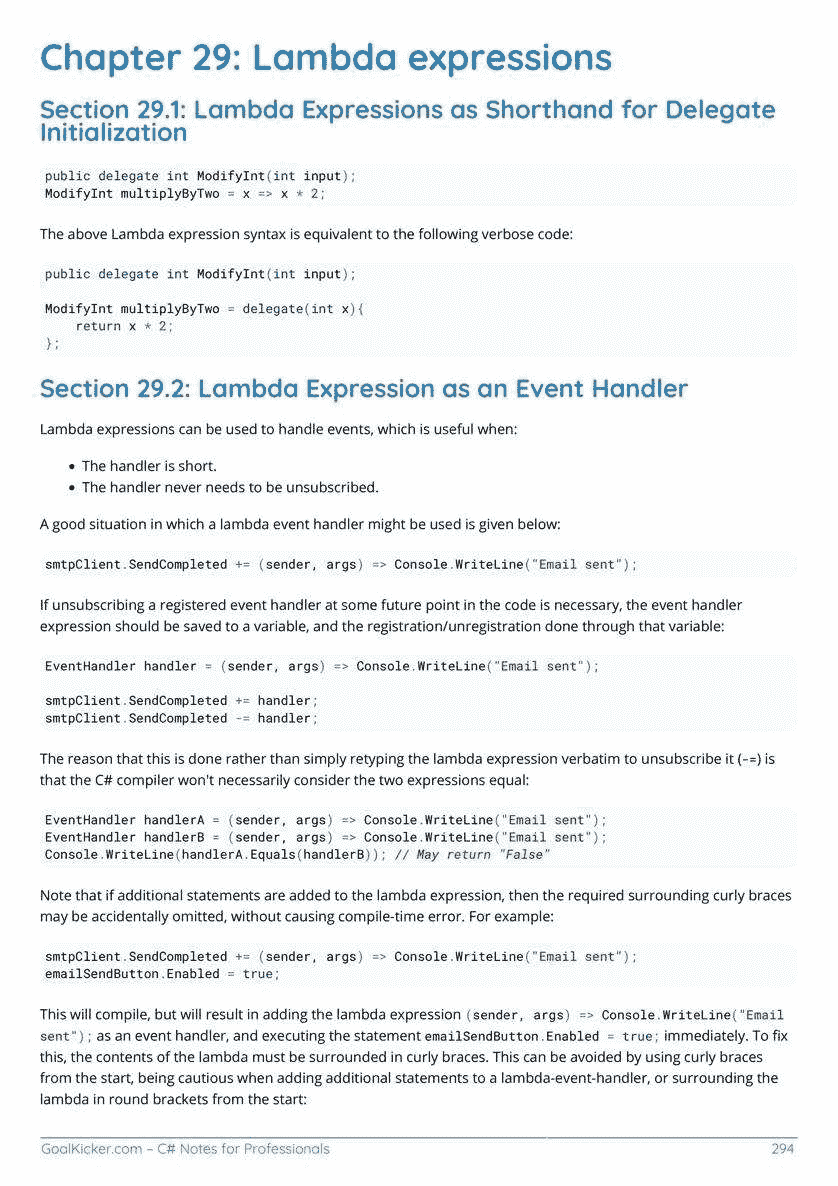 Chapter 29: Lambda expressions
Section 29.1: Lambda Expressions as Shorthand for Delegate
Initialization
public delegate int ModifyInt(int input);
ModifyInt multiplyByTwo = x => x * 2;
The above Lambda expression syntax is equivalent to the following verbose code:
public delegate int ModifyInt(int input);
ModifyInt multiplyByTwo = delegate(int x){
    return x * 2;
};
Section 29.2: Lambda Expression as an Event Handler
Lambda expressions can be used to handle events, which is useful when:
• The handler is short.
• The handler never needs to be unsubscribed.
A good situation in which a lambda event handler might be used is given below:
smtpClient.SendCompleted += (sender, args) => Console.WriteLine("Email sent");
If unsubscribing a registered event handler at some future point in the code is necessary, the event handler
expression should be saved to a variable, and the registration/unregistration done through that variable:
EventHandler handler = (sender, args) => Console.WriteLine("Email sent");
smtpClient.SendCompleted += handler;
smtpClient.SendCompleted -= handler;
The reason that this is done rather than simply retyping the lambda expression verbatim to unsubscribe it (-=) is
that the C# compiler won't necessarily consider the two expressions equal:
EventHandler handlerA = (sender, args) => Console.WriteLine("Email sent");
EventHandler handlerB = (sender, args) => Console.WriteLine("Email sent");
Console.WriteLine(handlerA.Equals(handlerB)); // May return "False"
Note that if additional statements are added to the lambda expression, then the required surrounding curly braces
may be accidentally omitted, without causing compile-time error. For example:
smtpClient.SendCompleted += (sender, args) => Console.WriteLine("Email sent");
emailSendButton.Enabled = true;
This will compile, but will result in adding the lambda expression (sender, args) => Console.WriteLine("Email
sent"); as an event handler, and executing the statement emailSendButton.Enabled = true; immediately. To fix
this, the contents of the lambda must be surrounded in curly braces. This can be avoided by using curly braces
from the start, being cautious when adding additional statements to a lambda-event-handler, or surrounding the
lambda in round brackets from the start:
GoalKicker.com – C# Notes for Professionals
294